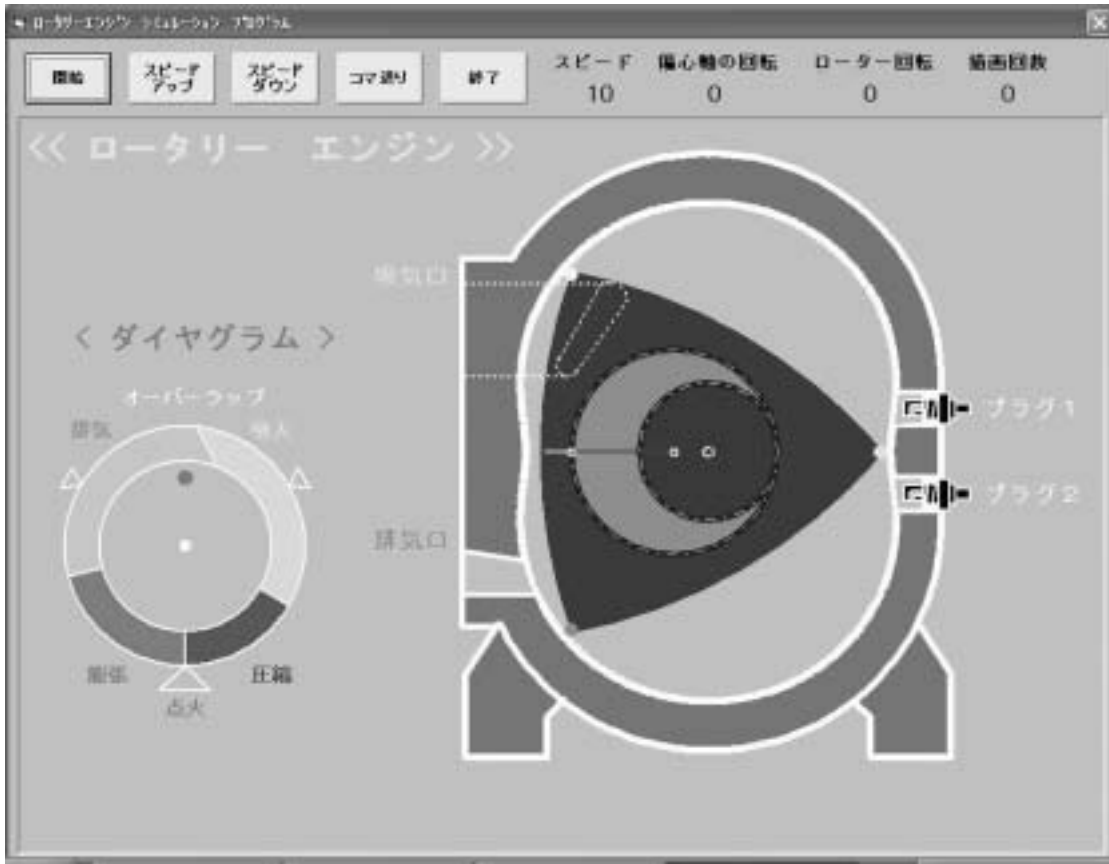 ロータリーエンジン シミュレーション プログラム
開始
スピード
アップ
スピード
ダウン
コマ送り
終了
スピード 偏心軸の回転 ローター回転 描画回数
10 0 0 0
<< ロータリー エンジン >>
吸気口
< ダイヤグラム >
オーバーラップ
排気 吸入
プラグ1
プラグ2
排気口
膨張 圧縮
点火